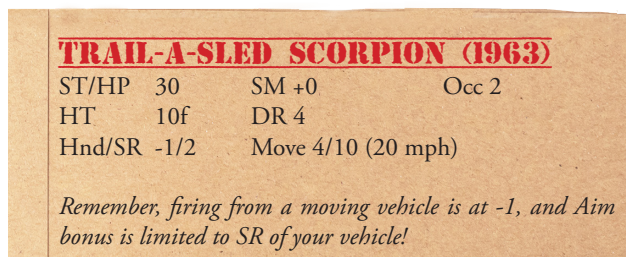 TRAIL-A-SLED SCORPION (1963)
ST/HP 30 SM +0 Occ 2
HT 10f DR 4
Hnd/SR -1/2 Move 4/10 (20 mph)
Remember, firing from a moving vehicle is at -1, and Aim
bonus is limited to SR of your vehicle!